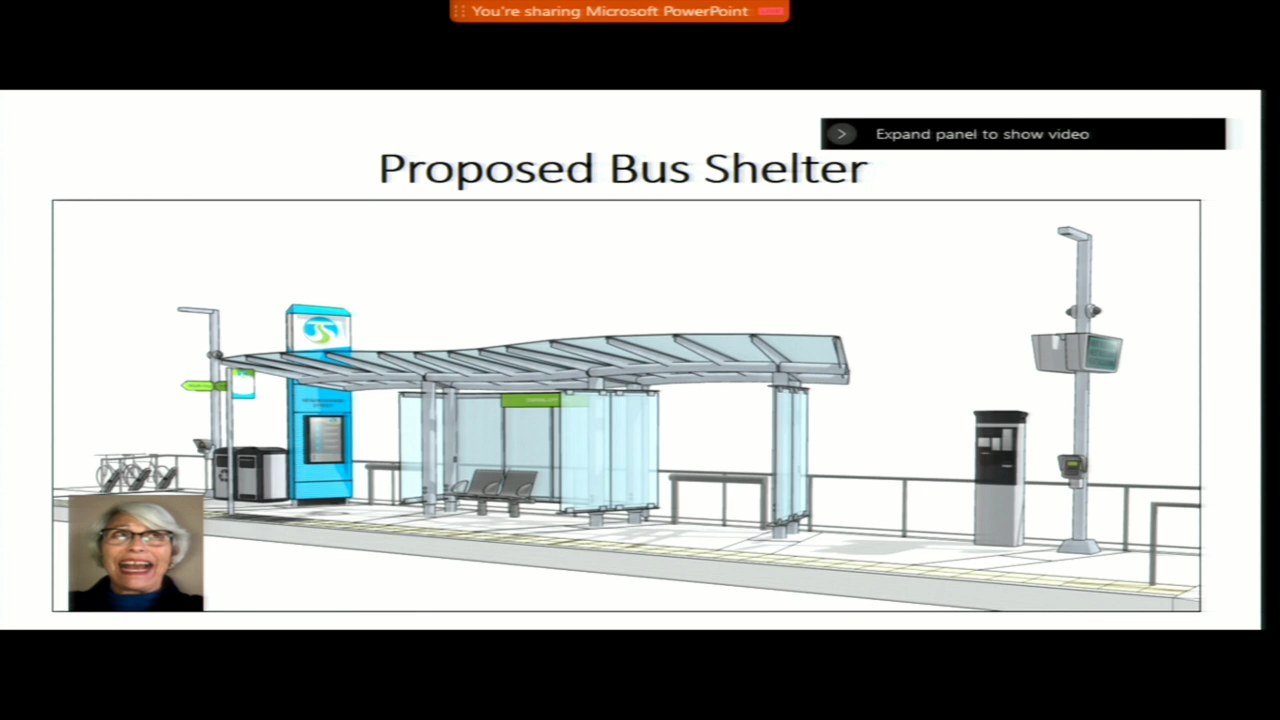 You're sharing Microsoft PowerPoint
Expand panel to show video
Proposed Bus Shelter